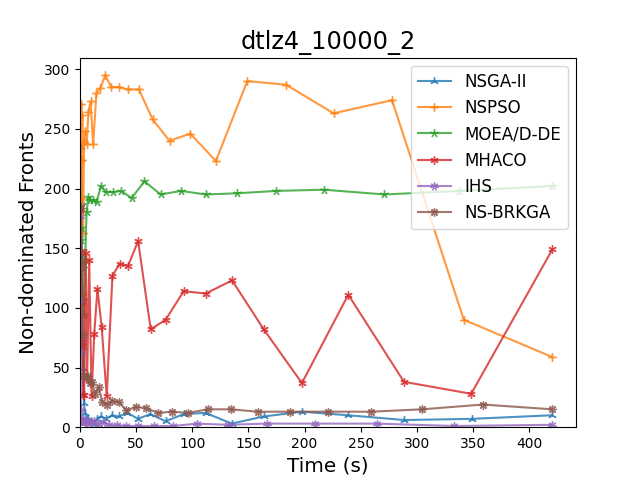 dtlz4_10000_2
Non-dominated Fronts
300
250
200
150
100
50
0
0 50 100 150 200 250 300 350 400
Time (s)
NSGA-II
NSPSO
MOEA/D-DE
MHACO
IHS
NS-BRKGA